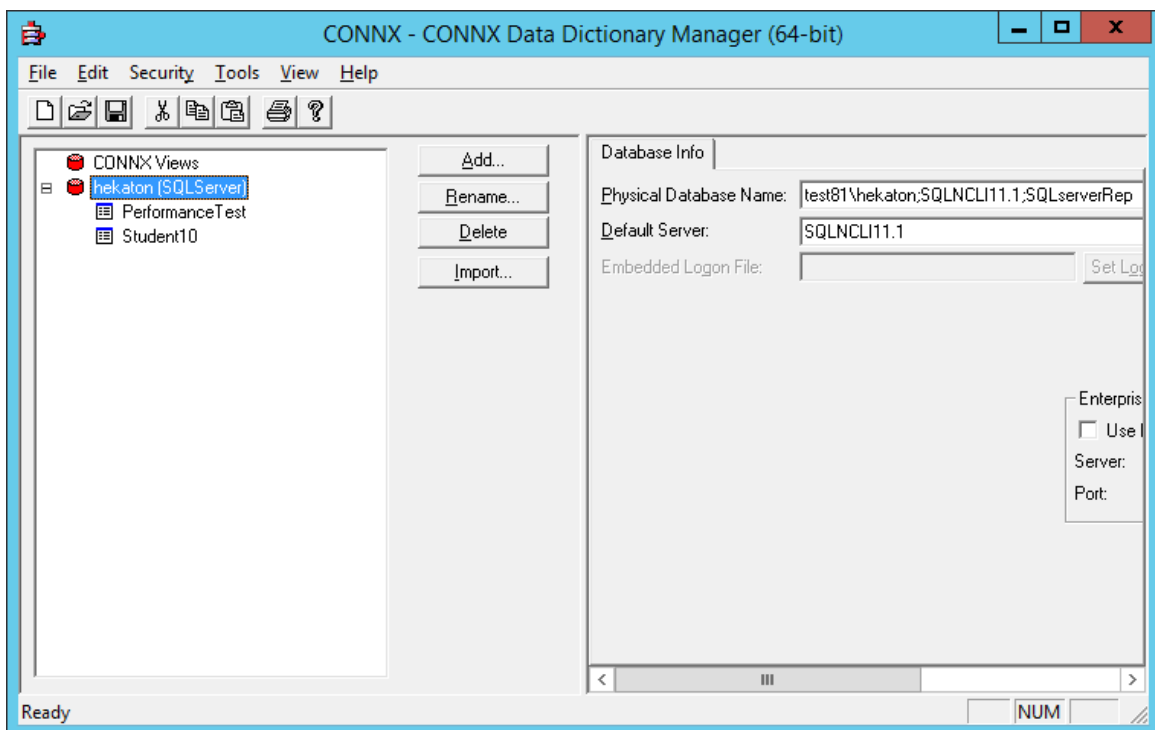 CONNX - CONNX Data Dictionary Manager (64-bit)
File Edit Security Tools View Help
CONNX Views
hekaton (SQLServer)
PerformanceTest
Student10
Add...
Rename...
Delete
Import...
Database Info
Physical Database Name: test81\hekaton;SQLNCLI11.1;SQLserverRep
Default Server: SQLNCLI11.1
Embedded Logon File: Set Log
Enterpris
Use
Server:
Port:
Ready NUM